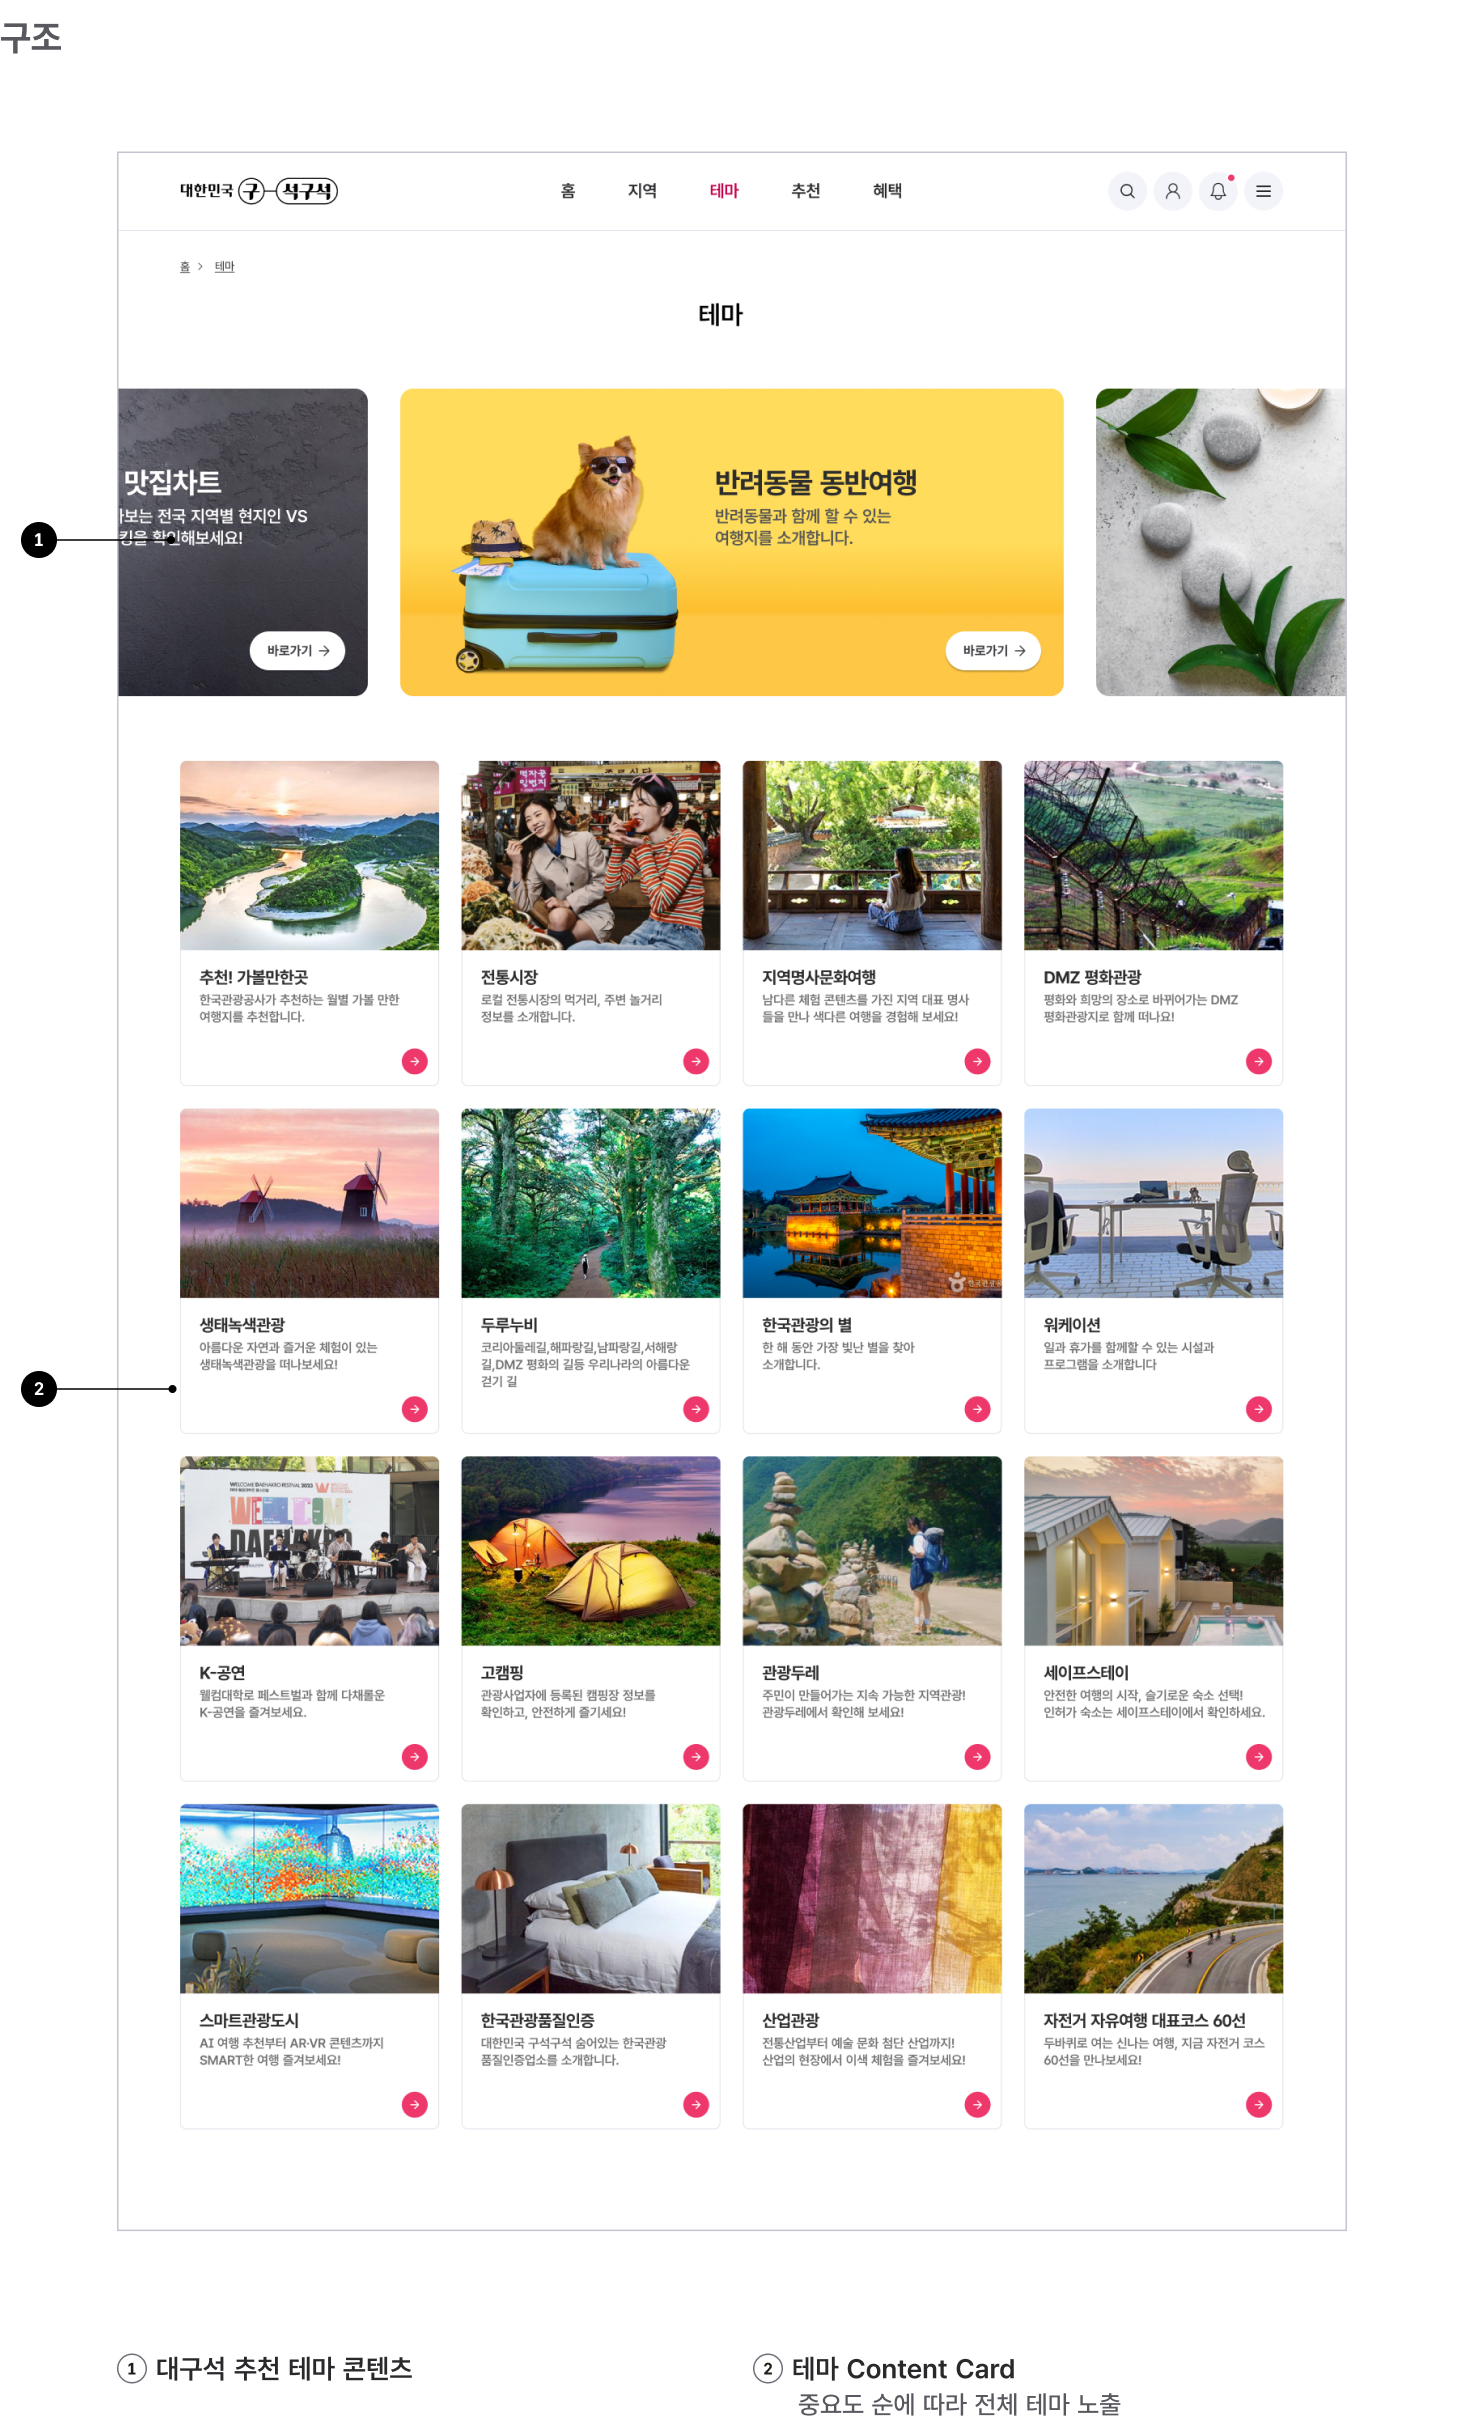 구조
대한민국 구석구석
홈 지역 테마 추천 혜택
홈 > 테마
테마
맛집차트
보는 전국 지역별 현지인 VS
킹을 확인해보세요!
바로가기 →
반려동물 동반여행
반려동물과 함께 할 수 있는
여행지를 소개합니다.
바로가기 →
1
추천! 가볼만한곳
한국관광공사가 추천하는 월별 가볼 만한
여행지를 추천합니다.
전통시장
로컬 전통시장의 먹거리, 주변 놀거리
정보를 소개합니다.
지역명사문화여행
남다른 체험 콘텐츠를 가진 지역 대표 명사
들을 만나 색다른 여행을 경험해 보세요!
DMZ 평화관광
평화와 희망의 장소로 바뀌어가는 DMZ
평화관광지로 함께 떠나요!
생태녹색관광
아름다운 자연과 즐거운 체험이 있는
생태녹색관광을 떠나보세요!
두루누비
코리아둘레길,해파랑길,남파랑길,서해랑
길,DMZ 평화의 길등 우리나라의 아름다운
걷기 길
한국관광의 별
한 해 동안 가장 빛난 별을 찾아
소개합니다.
워케이션
일과 휴가를 함께할 수 있는 시설과
프로그램을 소개합니다
2
WELCOME DAEHAKRO FESTIVAL 2023
WELCOME
DAEHAKRO
K-공연
웰컴대학로 페스트벌과 함께 다채롤운
K-공연을 즐겨보세요.
고캠핑
관광사업자에 등록된 캠핑장 정보를
확인하고, 안전하게 즐기세요!
관광두레
주민이 만들어가는 지속 가능한 지역관광!
관광두레에서 확인해 보세요!
세이프스테이
안전한 여행의 시작, 슬기로운 숙소 선택!
인허가 숙소는 세이프스테이에서 확인하세요.
스마트관광도시
AI 여행 추천부터 AR·VR 콘텐츠까지
SMART한 여행 즐겨보세요!
한국관광품질인증
대한민국 구석구석 숨어있는 한국관광
품질인증업소를 소개합니다.
산업관광
전통산업부터 예술 문화 첨단 산업까지!
산업의 현장에서 이색 체험을 즐겨보세요!
자전거 자유여행 대표코스 60선
두바퀴로 여는 신나는 여행, 지금 자전거 코스
60선을 만나보세요!
1 대구석 추천 테마 콘텐츠
2 테마 Content Card
중요도 순에 따라 전체 테마 노출